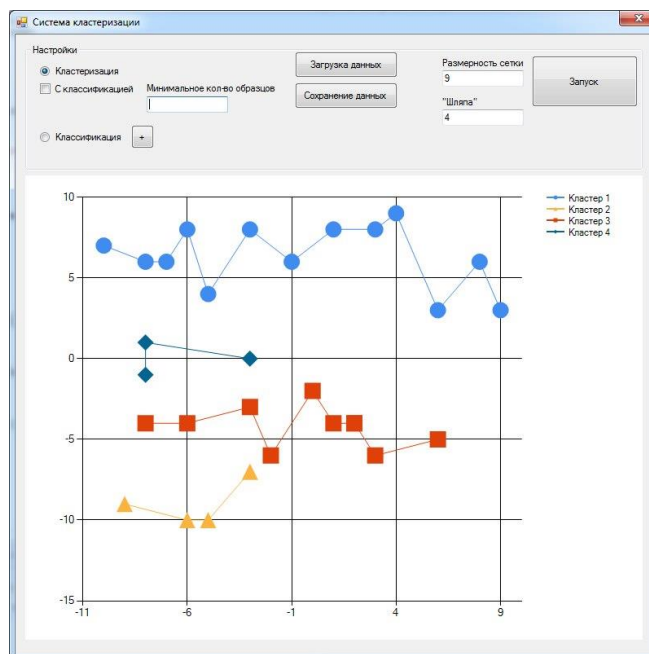 Система кластеризации
Настройки
Кластеризация
С классификацией
Минимальное кол-во образцов
Классификация
+
Загрузка данных
Сохранение данных
Размерность сетки
9
"Шляпа"
4
Запуск
10
5
0
-5
-10
-15
-11 -6 -1 4 9
Кластер 1
Кластер 2
Кластер 3
Кластер 4